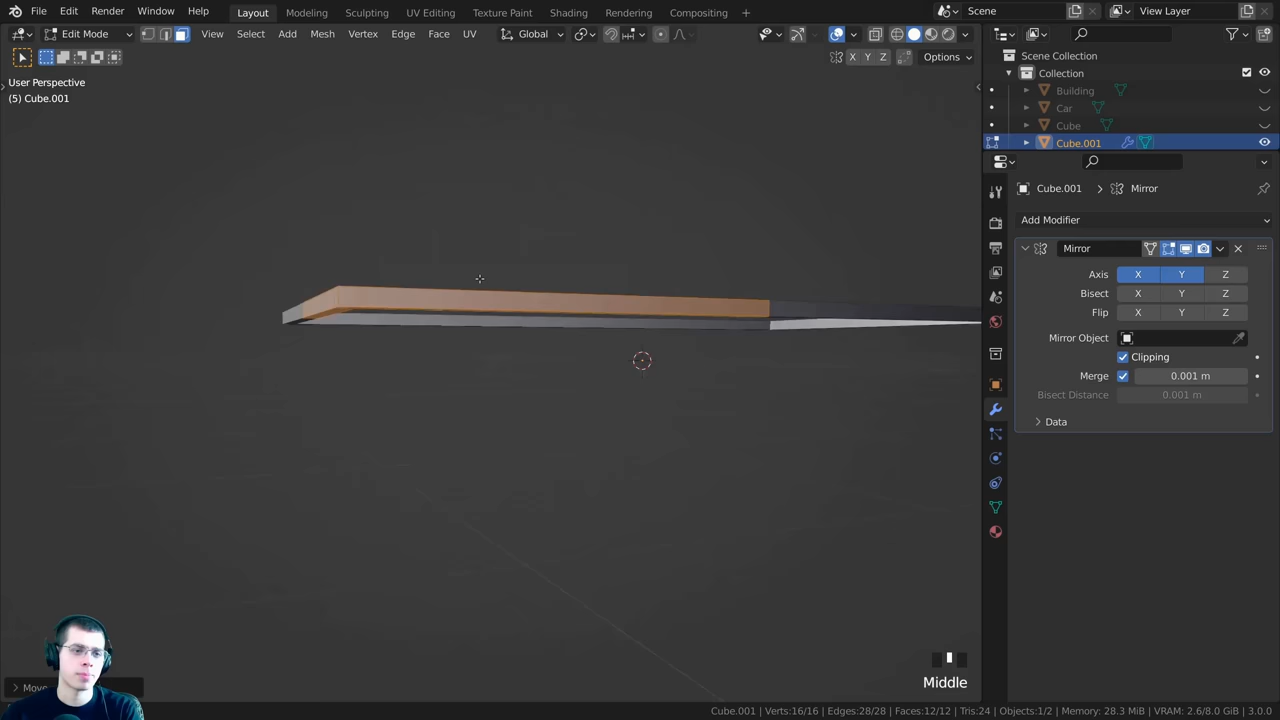 File Edit Render Window Help Layout Modeling Sculpting UV Editing Texture Paint Shading Rendering Compositing + Scene View Layer
Edit Mode View Select Add Mesh Vertex Edge Face UV Global
X Y Z Options
User Perspective
(5) Cube.001
Scene Collection
Collection
Building
Car
Cube
Cube.001
Cube.001 > Mirror
Add Modifier
Mirror
Axis X Y Z
Bisect X Y Z
Flip X Y Z
Mirror Object
Clipping
Merge 0.001 m
Bisect Distance 0.001 m
Data
Move
Middle
Cube.001 | Verts:16/16 | Edges:28/28 | Faces:12/12 | Tris:24 | Objects:1/2 | Memory: 28.3 MiB | VRAM: 2.6/8.0 GiB | 3.0.0